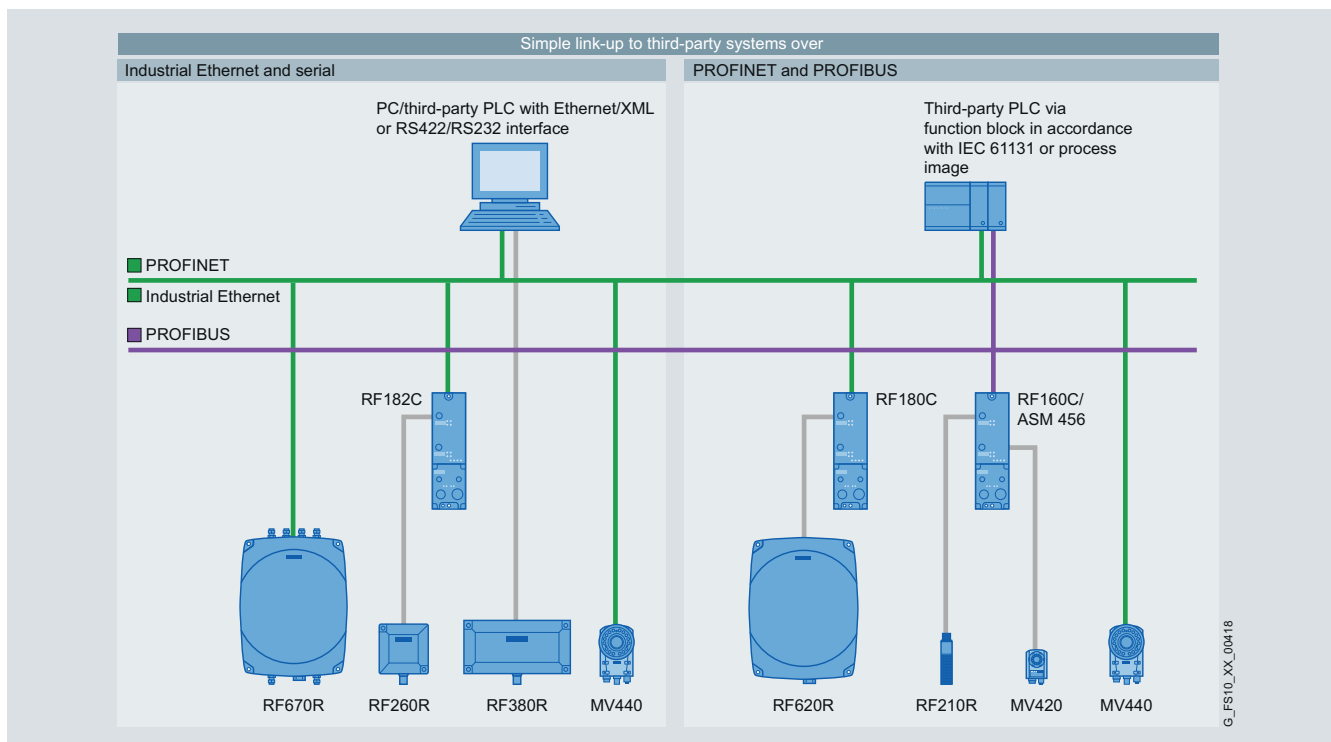 Simple link-up to third-party systems over
Industrial Ethernet and serial
PROFINET and PROFIBUS
PC/third-party PLC with Ethernet/XML
or RS422/RS232 interface
Third-party PLC via
function block in accordance
with IEC 61131 or process
image
PROFINET
Industrial Ethernet
PROFIBUS
RF182C
RF180C
RF160C/
ASM 456
RF670R
RF260R
RF380R
MV440
RF620R
RF210R
MV420
MV440
G_FS10_XX_00418